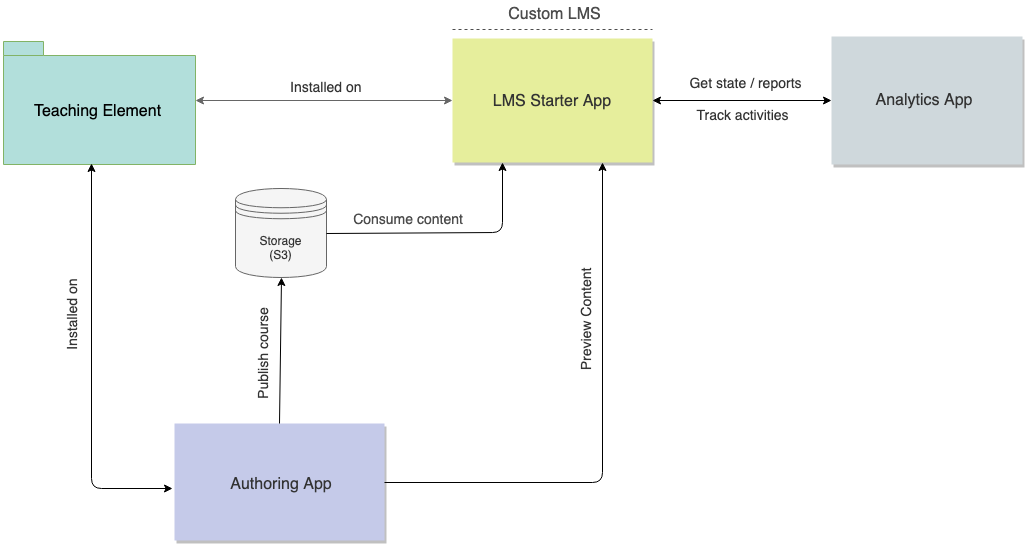 Custom LMS
Teaching Element
Installed on
LMS Starter App
Get state / reports
Track activities
Analytics App
Storage
(S3)
Consume content
Installed on
Publish course
Preview Content
Authoring App